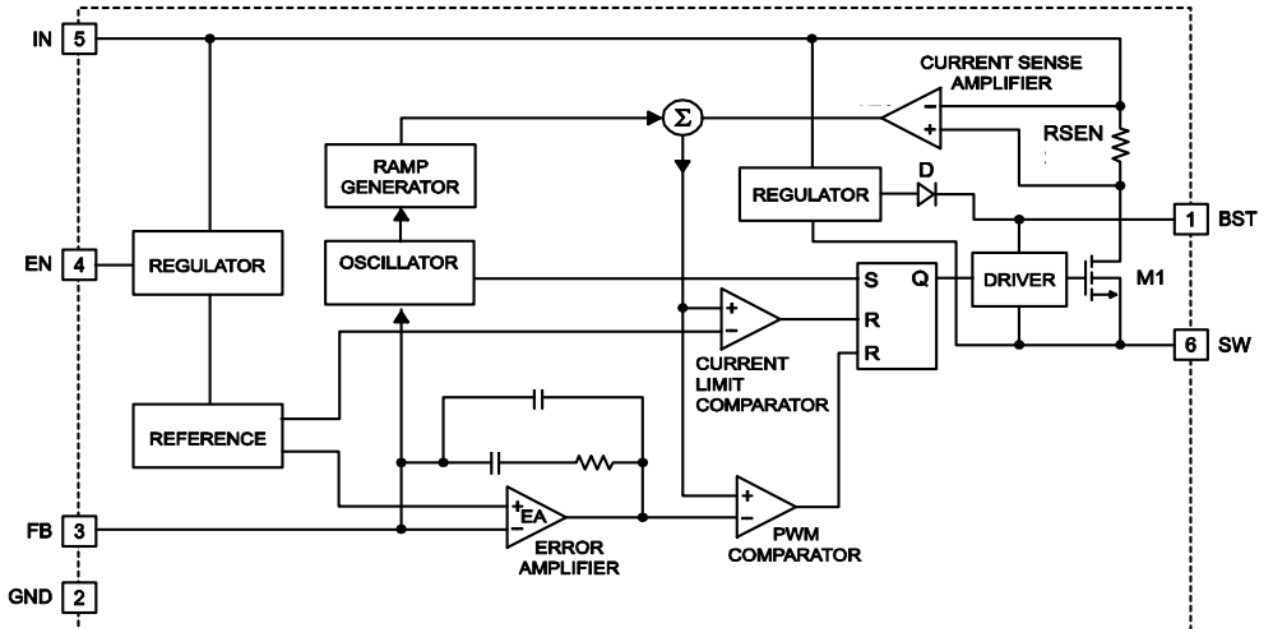 IN 5
CURRENT SENSE
AMPLIFIER
−
+
Σ
RSEN
RAMP
GENERATOR
D
REGULATOR
1 BST
EN 4
REGULATOR
OSCILLATOR
S Q
DRIVER
M1
+
−
R
R
6 SW
CURRENT
LIMIT
COMPARATOR
REFERENCE
+
−
EA
+
−
FB 3
ERROR
AMPLIFIER
PWM
COMPARATOR
GND 2